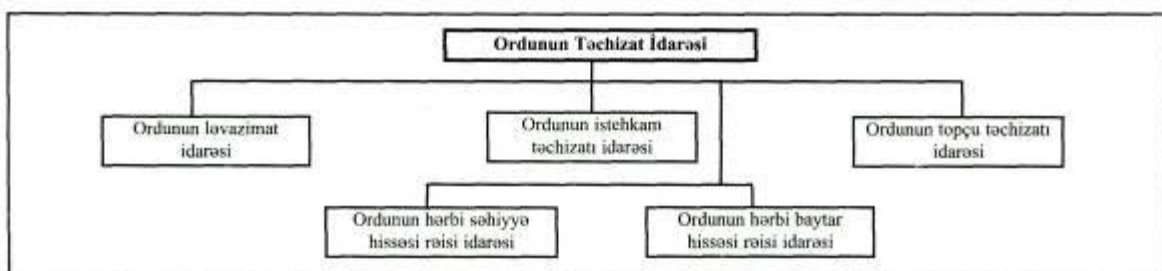 Ordunun Təchizat İdarəsi
Ordunun ləvazimat
idarəsi
Ordunun istehkam
təchizatı idarəsi
Ordunun topçu təchizatı
idarəsi
Ordunun hərbi səhiyyə
hissəsi rəisi idarəsi
Ordunun hərbi baytar
hissəsi rəisi idarəsi